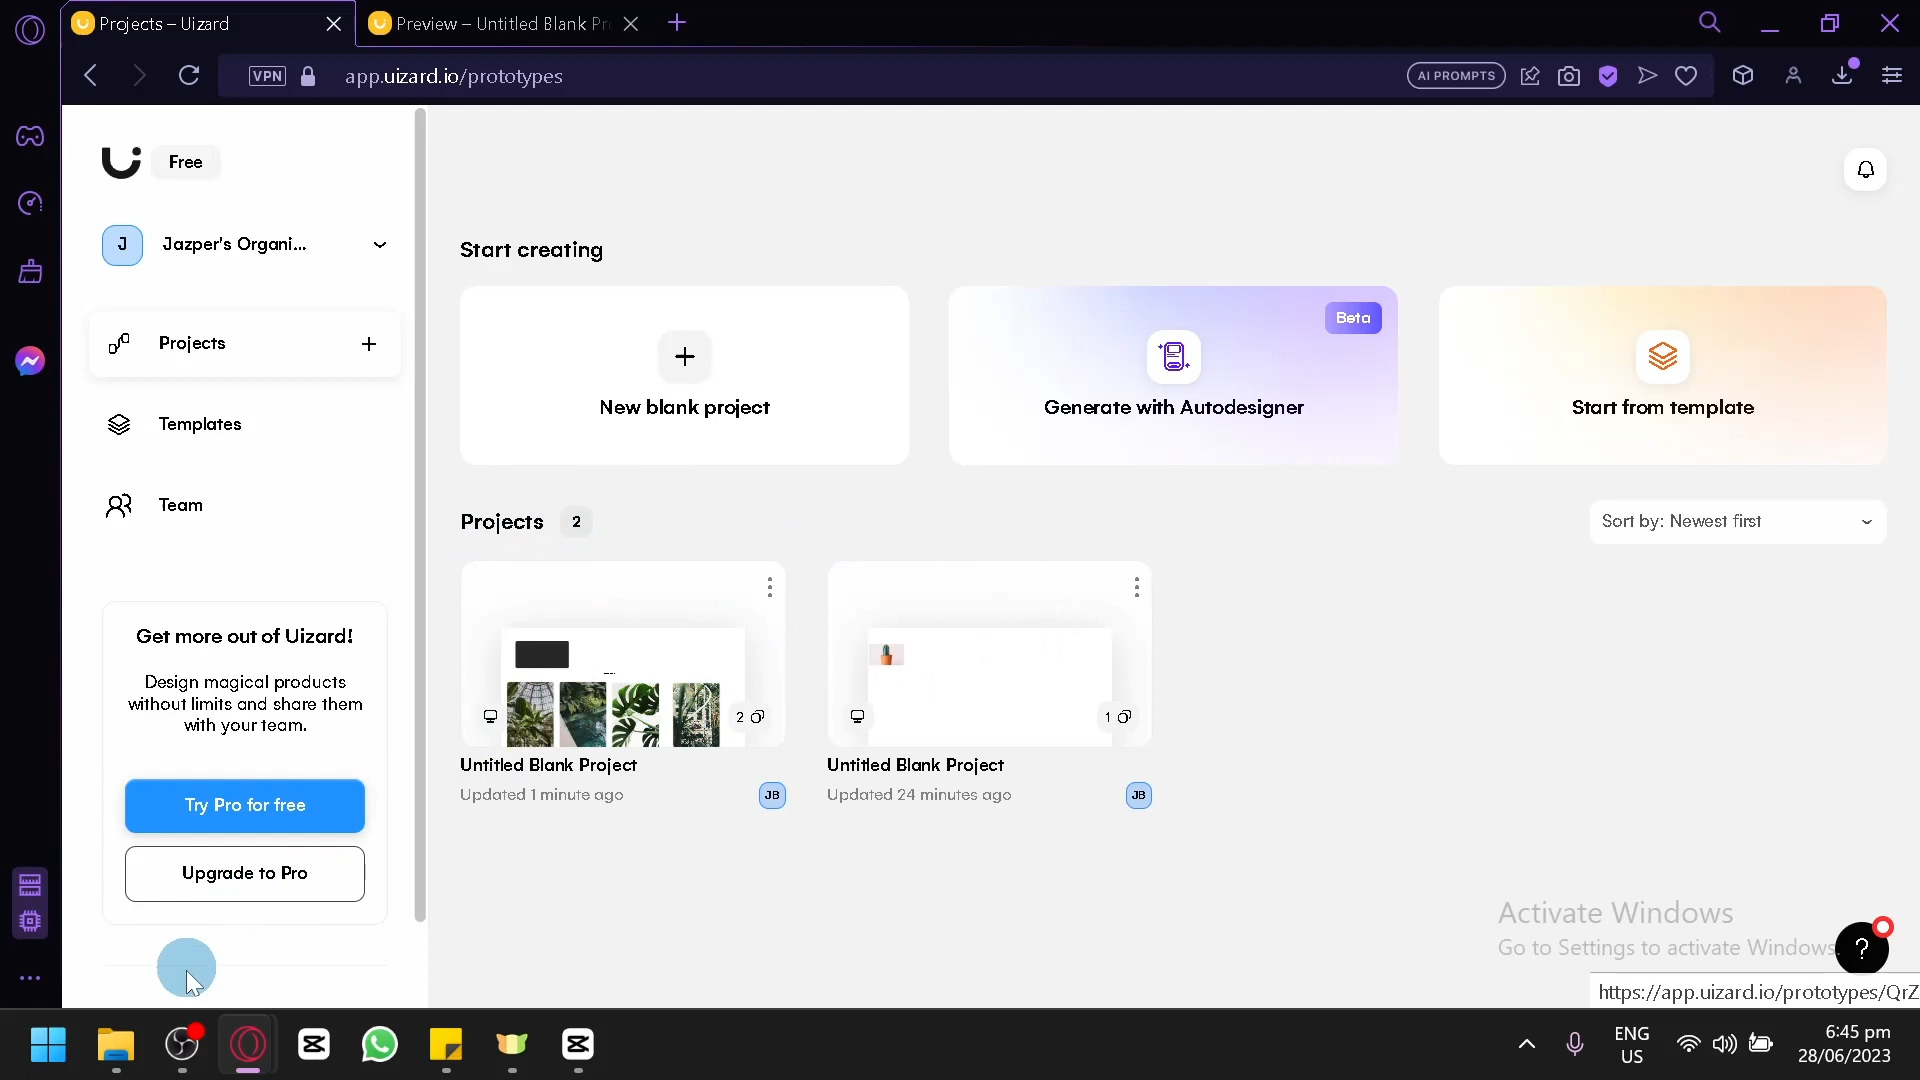 Projects – Uizard
Preview – Untitled Blank Pr
VPN
app.uizard.io/prototypes
AI PROMPTS
Free
J
Jazper's Organi...
Projects
Templates
Team
Get more out of Uizard!
Design magical products
without limits and share them
with your team.
Try Pro for free
Upgrade to Pro
Start creating
New blank project
Beta
Generate with Autodesigner
Start from template
Projects 2
Sort by: Newest first
2
Untitled Blank Project
Updated 1 minute ago
JB
1
Untitled Blank Project
Updated 24 minutes ago
JB
Activate Windows
Go to Settings to activate Windows.
?
https://app.uizard.io/prototypes/QrZ
ENG
US
6:45 pm
28/06/2023